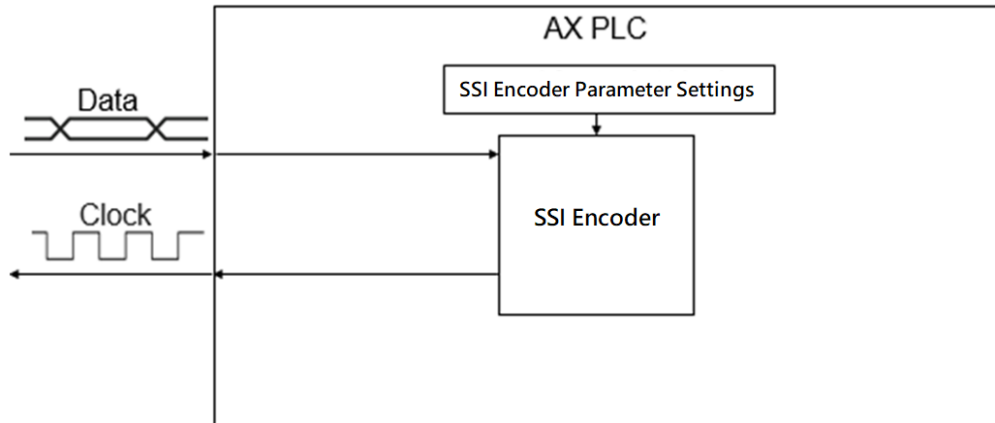 AX PLC
SSI Encoder Parameter Settings
Data
SSI Encoder
Clock